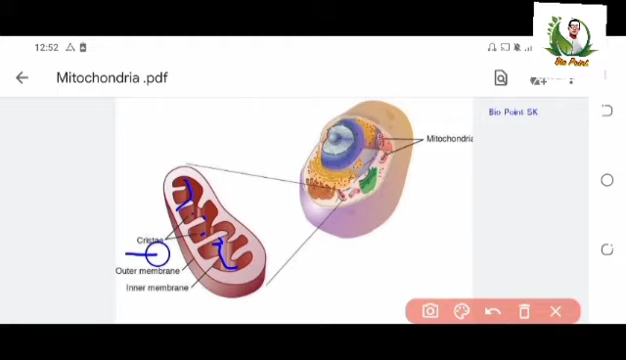 12:52
Bio Point
Mitochondria .pdf
Bio Point SK
Mitochondria
Cristae
Outer membrane
Inner membrane